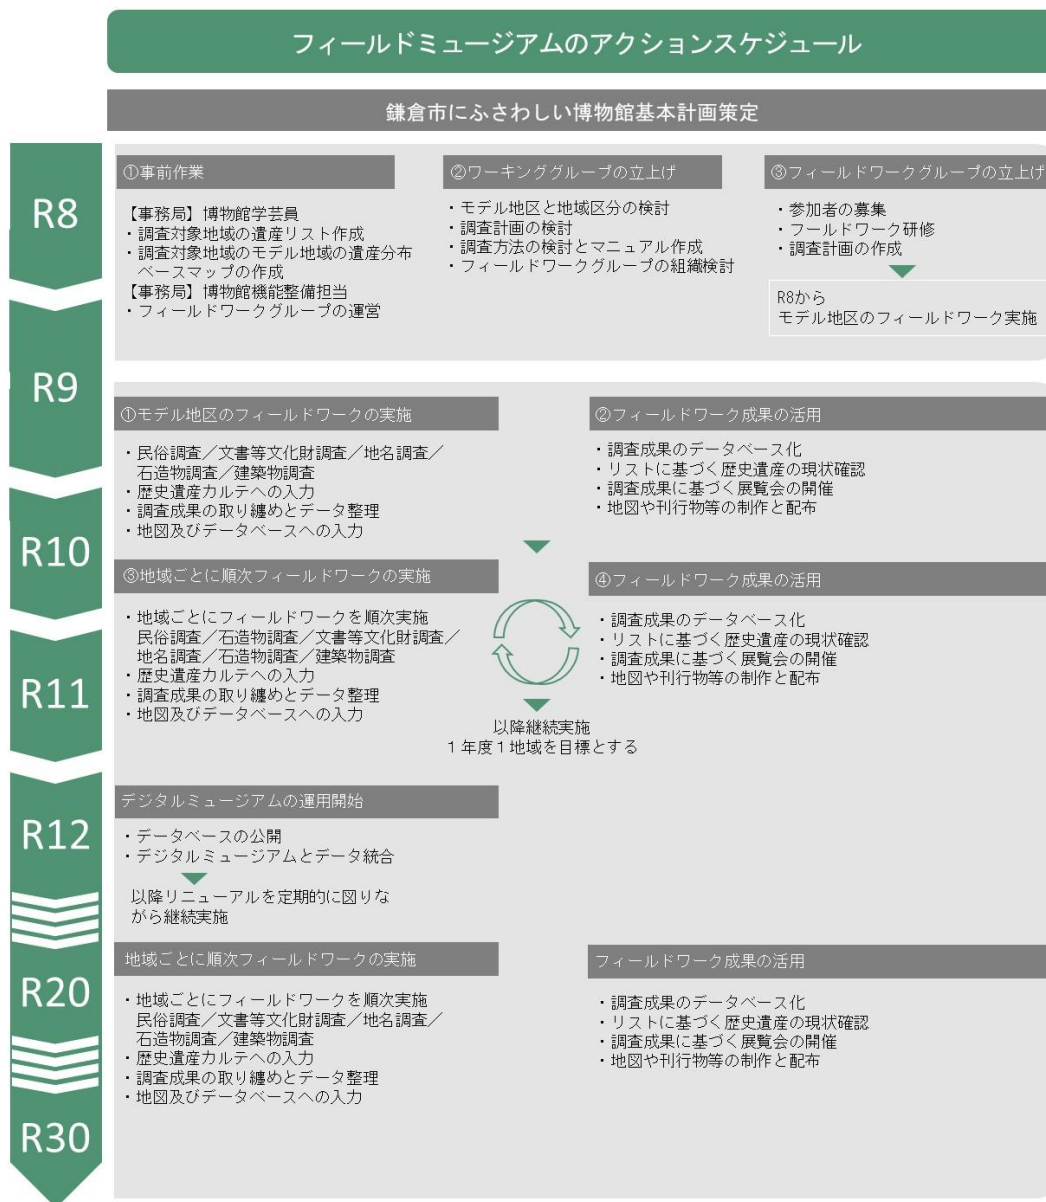 フィールドミュージアムのアクションスケジュール
鎌倉市にふさわしい博物館基本計画策定
R8
①事前作業
【事務局】博物館学芸員
・調査対象地域の遺産リスト作成
・調査対象地域のモデル地域の遺産分布
ベースマップの作成
【事務局】博物館機能整備担当
・フィールドワークグループの運営
②ワーキンググループの立上げ
・モデル地区と地域区分の検討
・調査計画の検討
・調査方法の検討とマニュアル作成
・フィールドワークグループの組織検討
③フィールドワークグループの立上げ
・参加者の募集
・フールドワーク研修
・調査計画の作成
R8から
モデル地区のフィールドワーク実施
R9
①モデル地区のフィールドワークの実施
・民俗調査／文書等文化財調査／地名調査／
石造物調査／建築物調査
・歴史遺産カルテへの入力
・調査成果の取り纏めとデータ整理
・地図及びデータベースへの入力
②フィールドワーク成果の活用
・調査成果のデータベース化
・リストに基づく歴史遺産の現状確認
・調査成果に基づく展覧会の開催
・地図や刊行物等の制作と配布
R10
③地域ごとに順次フィールドワークの実施
・地域ごとにフィールドワークを順次実施
民俗調査／石造物調査／文書等文化財調査／
地名調査／石造物調査／建築物調査
・歴史遺産カルテへの入力
・調査成果の取り纏めとデータ整理
・地図及びデータベースへの入力
④フィールドワーク成果の活用
・調査成果のデータベース化
・リストに基づく歴史遺産の現状確認
・調査成果に基づく展覧会の開催
・地図や刊行物等の制作と配布
R11
以降継続実施
１年度１地域を目標とする
R12
デジタルミュージアムの運用開始
・データベースの公開
・デジタルミュージアムとデータ統合
以降リニューアルを定期的に図りな
がら継続実施
R20
地域ごとに順次フィールドワークの実施
・地域ごとにフィールドワークを順次実施
民俗調査／文書等文化財調査／地名調査／
石造物調査／建築物調査
・歴史遺産カルテへの入力
・調査成果の取り纏めとデータ整理
・地図及びデータベースへの入力
フィールドワーク成果の活用
・調査成果のデータベース化
・リストに基づく歴史遺産の現状確認
・調査成果に基づく展覧会の開催
・地図や刊行物等の制作と配布
R30